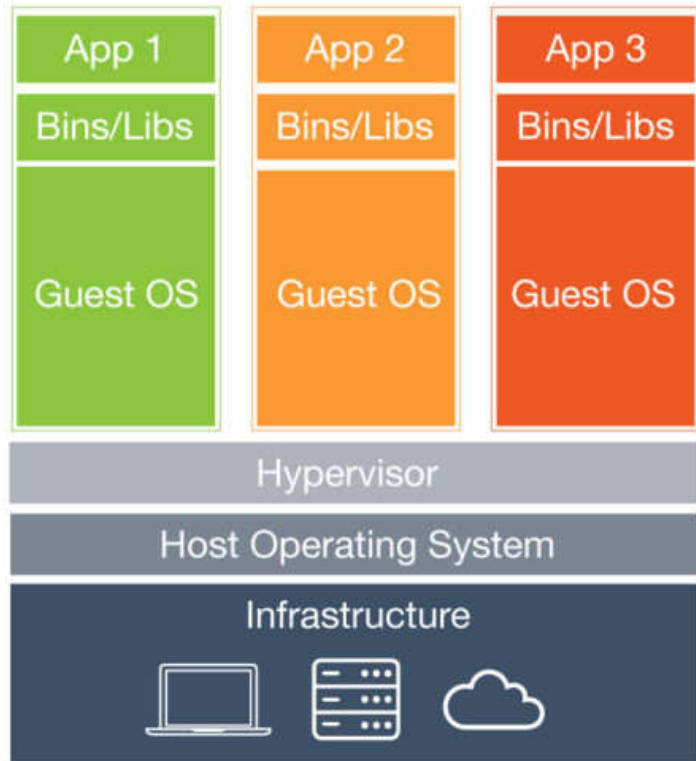 App 1
App 2
App 3
Bins/Libs
Bins/Libs
Bins/Libs
Guest OS
Guest OS
Guest OS
Hypervisor
Host Operating System
Infrastructure